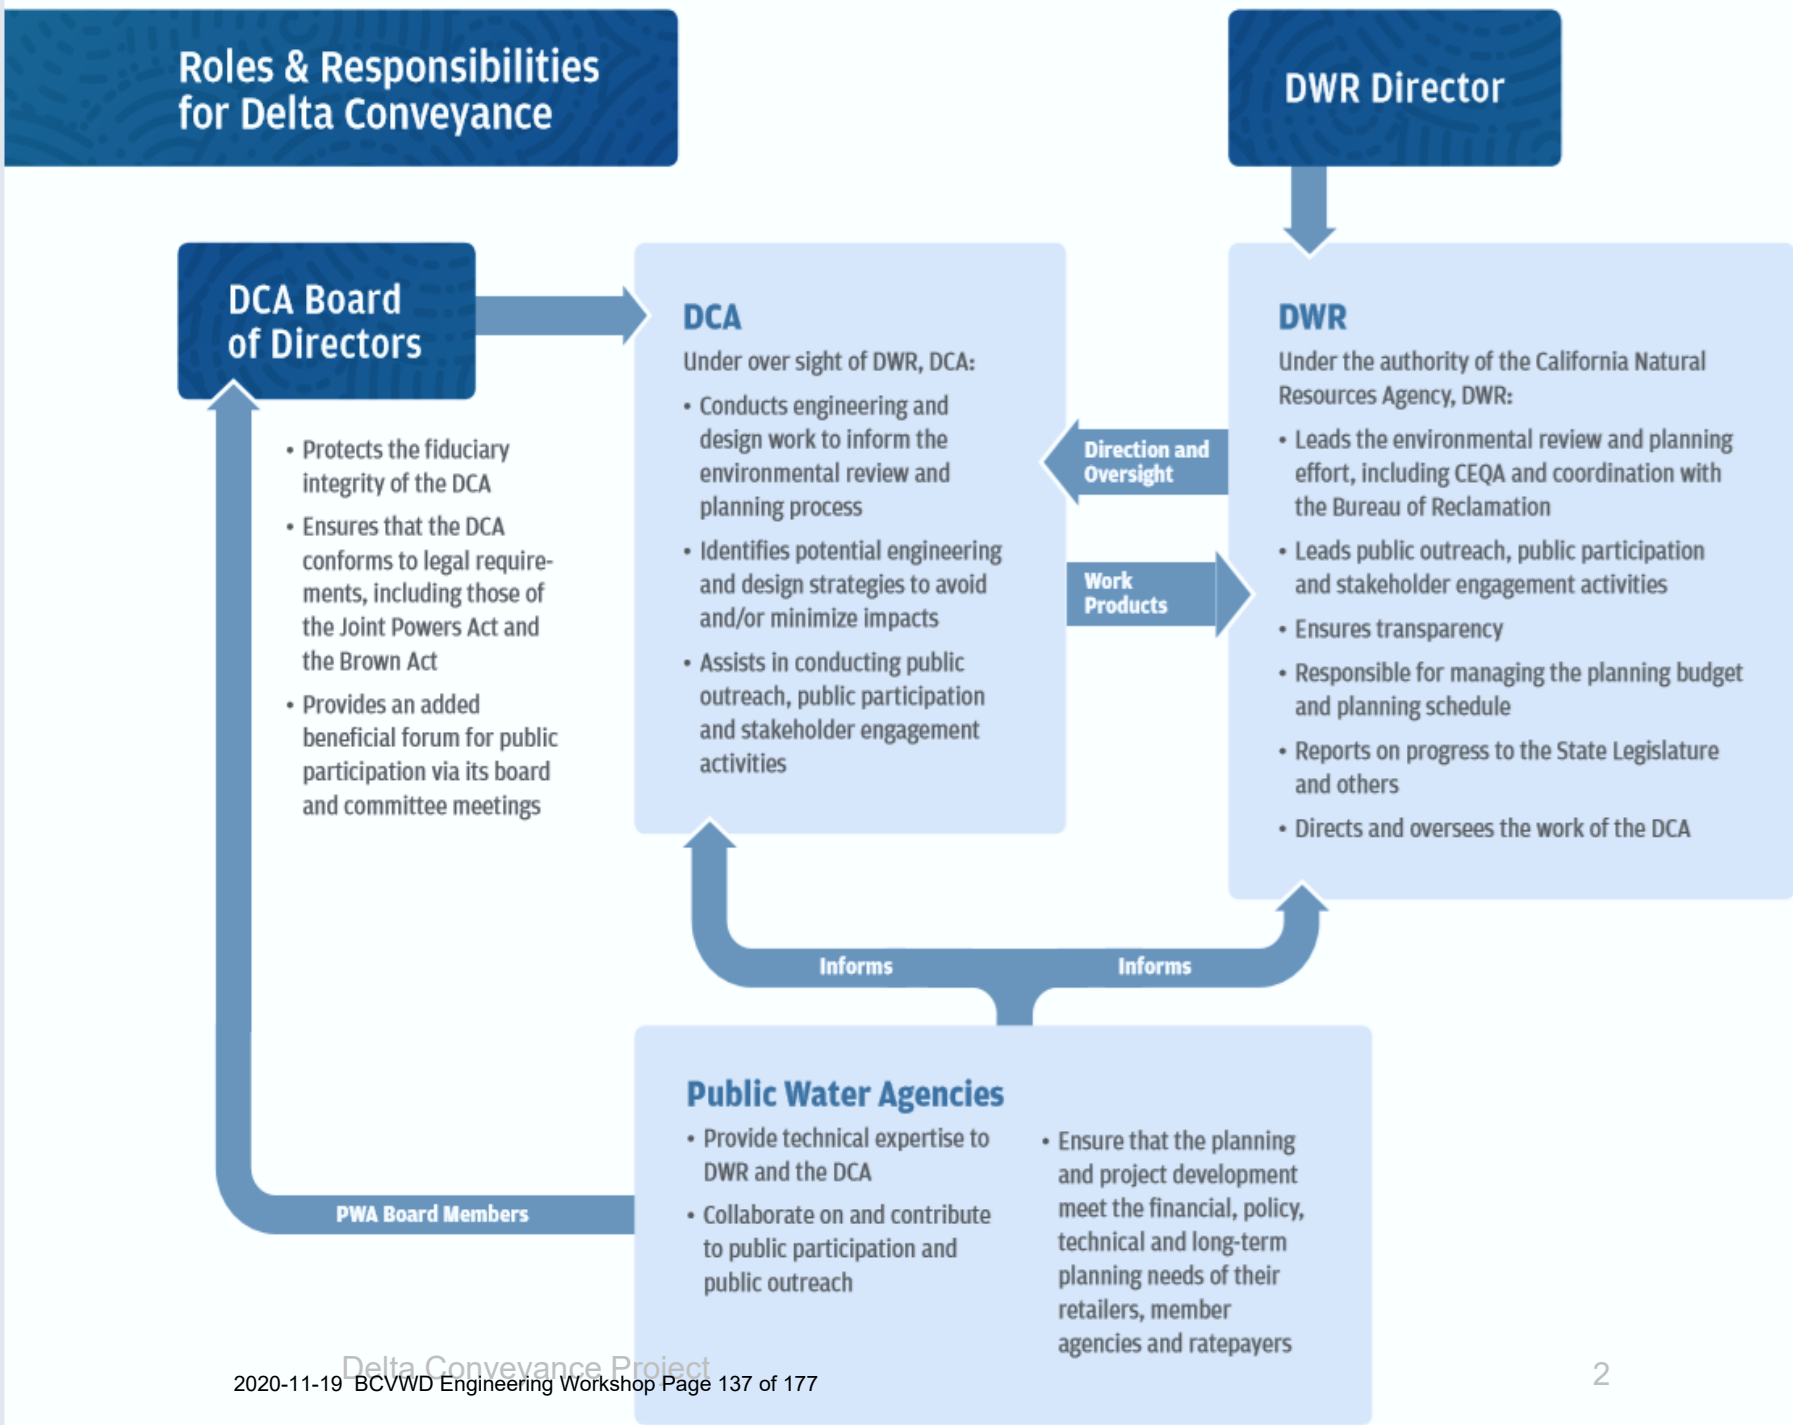 Roles & Responsibilities
for Delta Conveyance
DWR Director
DCA Board
of Directors
• Protects the fiduciary
integrity of the DCA
• Ensures that the DCA
conforms to legal require-
ments, including those of
the Joint Powers Act and
the Brown Act
• Provides an added
beneficial forum for public
participation via its board
and committee meetings
DCA
Under over sight of DWR, DCA:
• Conducts engineering and
design work to inform the
environmental review and
planning process
• Identifies potential engineering
and design strategies to avoid
and/or minimize impacts
• Assists in conducting public
outreach, public participation
and stakeholder engagement
activities
Direction and
Oversight
Work
Products
DWR
Under the authority of the California Natural
Resources Agency, DWR:
• Leads the environmental review and planning
effort, including CEQA and coordination with
the Bureau of Reclamation
• Leads public outreach, public participation
and stakeholder engagement activities
• Ensures transparency
• Responsible for managing the planning budget
and planning schedule
• Reports on progress to the State Legislature
and others
• Directs and oversees the work of the DCA
Informs
Informs
PWA Board Members
Public Water Agencies
• Provide technical expertise to
DWR and the DCA
• Collaborate on and contribute
to public participation and
public outreach
• Ensure that the planning
and project development
meet the financial, policy,
technical and long-term
planning needs of their
retailers, member
agencies and ratepayers
Delta Conveyance Project
2020-11-19 BCVWD Engineering Workshop Page 137 of 177
2